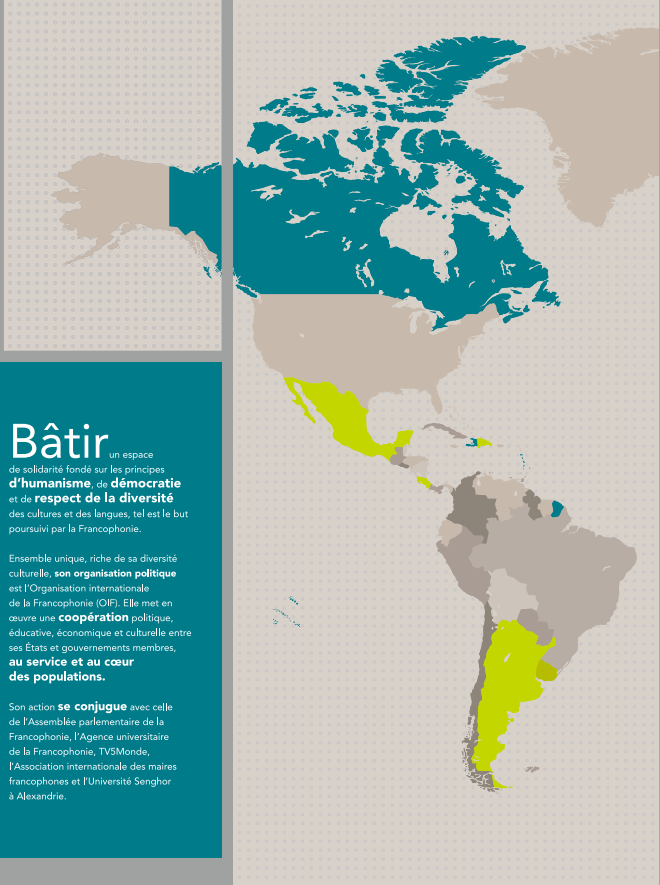 Bâtir un espace
de solidarité fondé sur les principes
d’humanisme, de démocratie
et de respect de la diversité
des cultures et des langues, tel est le but
poursuivi par la Francophonie.
Ensemble unique, riche de sa diversité
culturelle, son organisation politique
est l’Organisation internationale
de la Francophonie (OIF). Elle met en
œuvre une coopération politique,
éducative, économique et culturelle entre
ses États et gouvernements membres,
au service et au cœur
des populations.
Son action se conjugue avec celle
de l’Assemblée parlementaire de la
Francophonie, l’Agence universitaire
de la Francophonie, TV5Monde,
l’Association internationale des maires
francophones et l’Université Senghor
à Alexandrie.